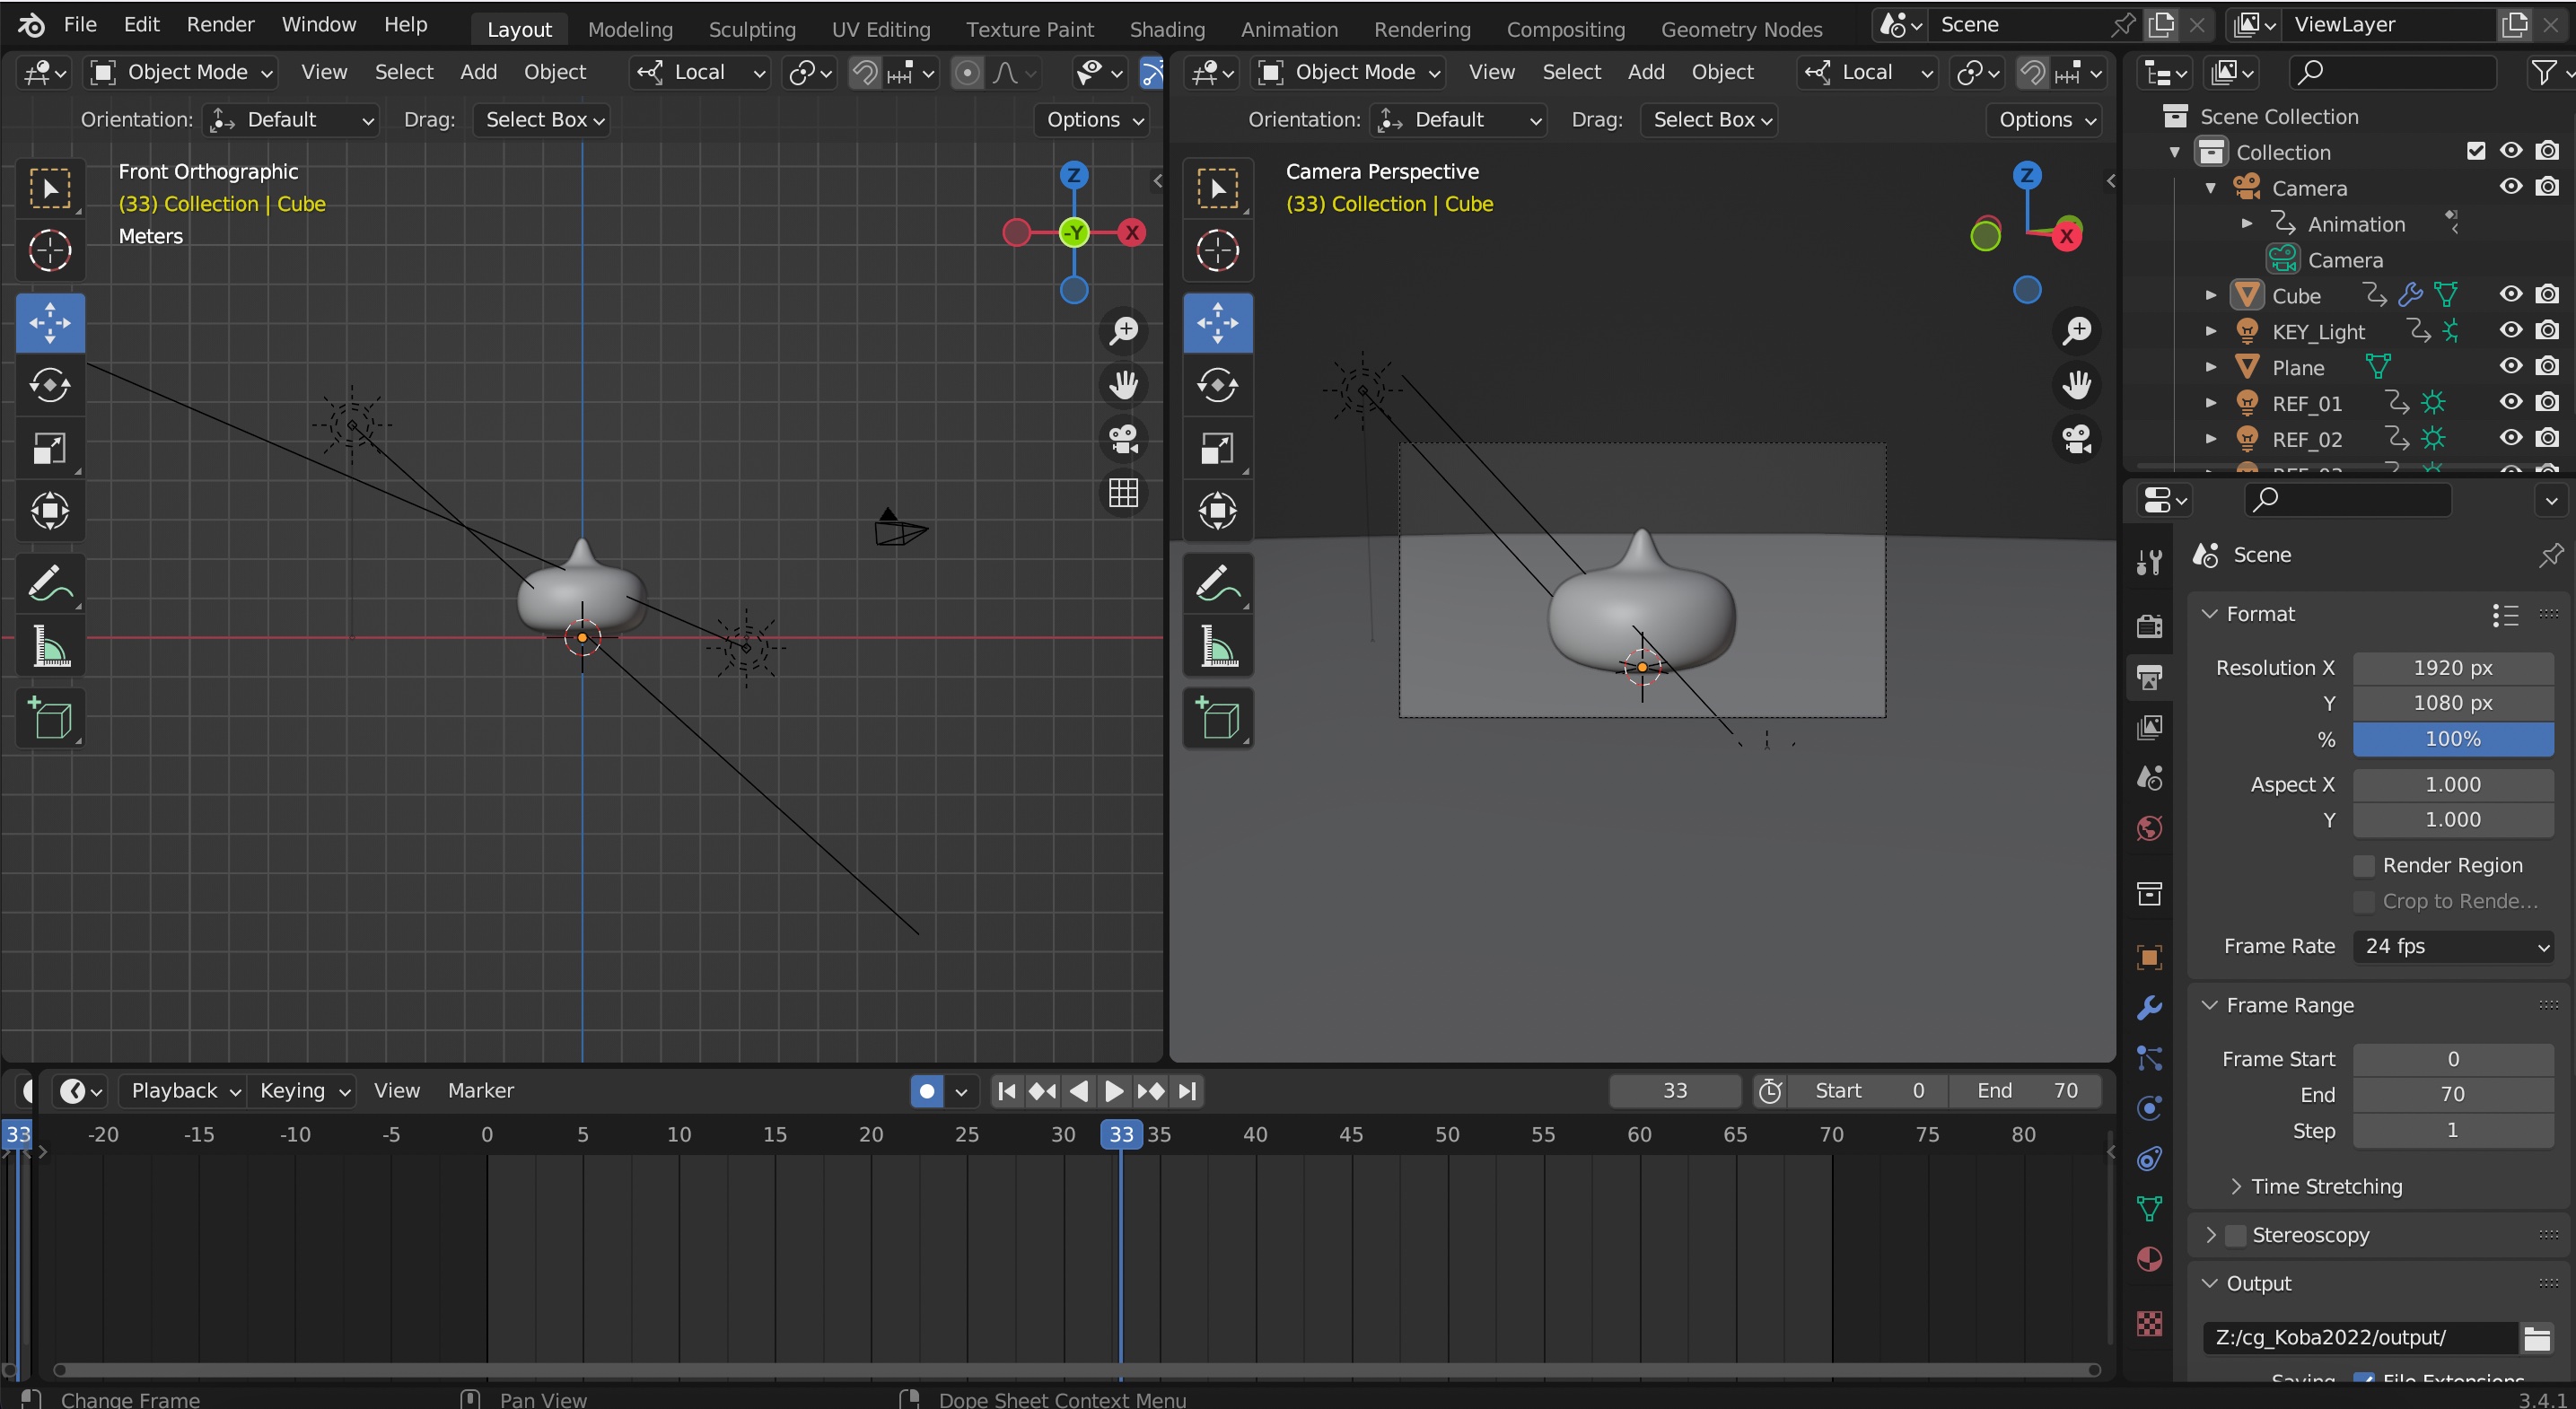 File Edit Render Window Help Layout Modeling Sculpting UV Editing Texture Paint Shading Animation Rendering Compositing Geometry Nodes Scene ViewLayer
Object Mode View Select Add Object Local
Orientation: Default Drag: Select Box Options
Front Orthographic
(33) Collection | Cube
Meters
Z
-Y
X
Object Mode View Select Add Object Local
Orientation: Default Drag: Select Box Options
Camera Perspective
(33) Collection | Cube
Z
X
Scene Collection
Collection
Camera
Animation
Camera
Cube
KEY_Light
Plane
REF_01
REF_02
Scene
Format
Resolution X 1920 px
Y 1080 px
% 100%
Aspect X 1.000
Y 1.000
Render Region
Crop to Rende...
Frame Rate 24 fps
Frame Range
Frame Start 0
End 70
Step 1
Time Stretching
Stereoscopy
Output
Z:/cg_Koba2022/output/
Saving File Extensions
Playback Keying View Marker 33 Start 0 End 70
33 -20 -15 -10 -5 0 5 10 15 20 25 30 33 35 40 45 50 55 60 65 70 75 80
Change Frame Pan View Dope Sheet Context Menu 3.4.1